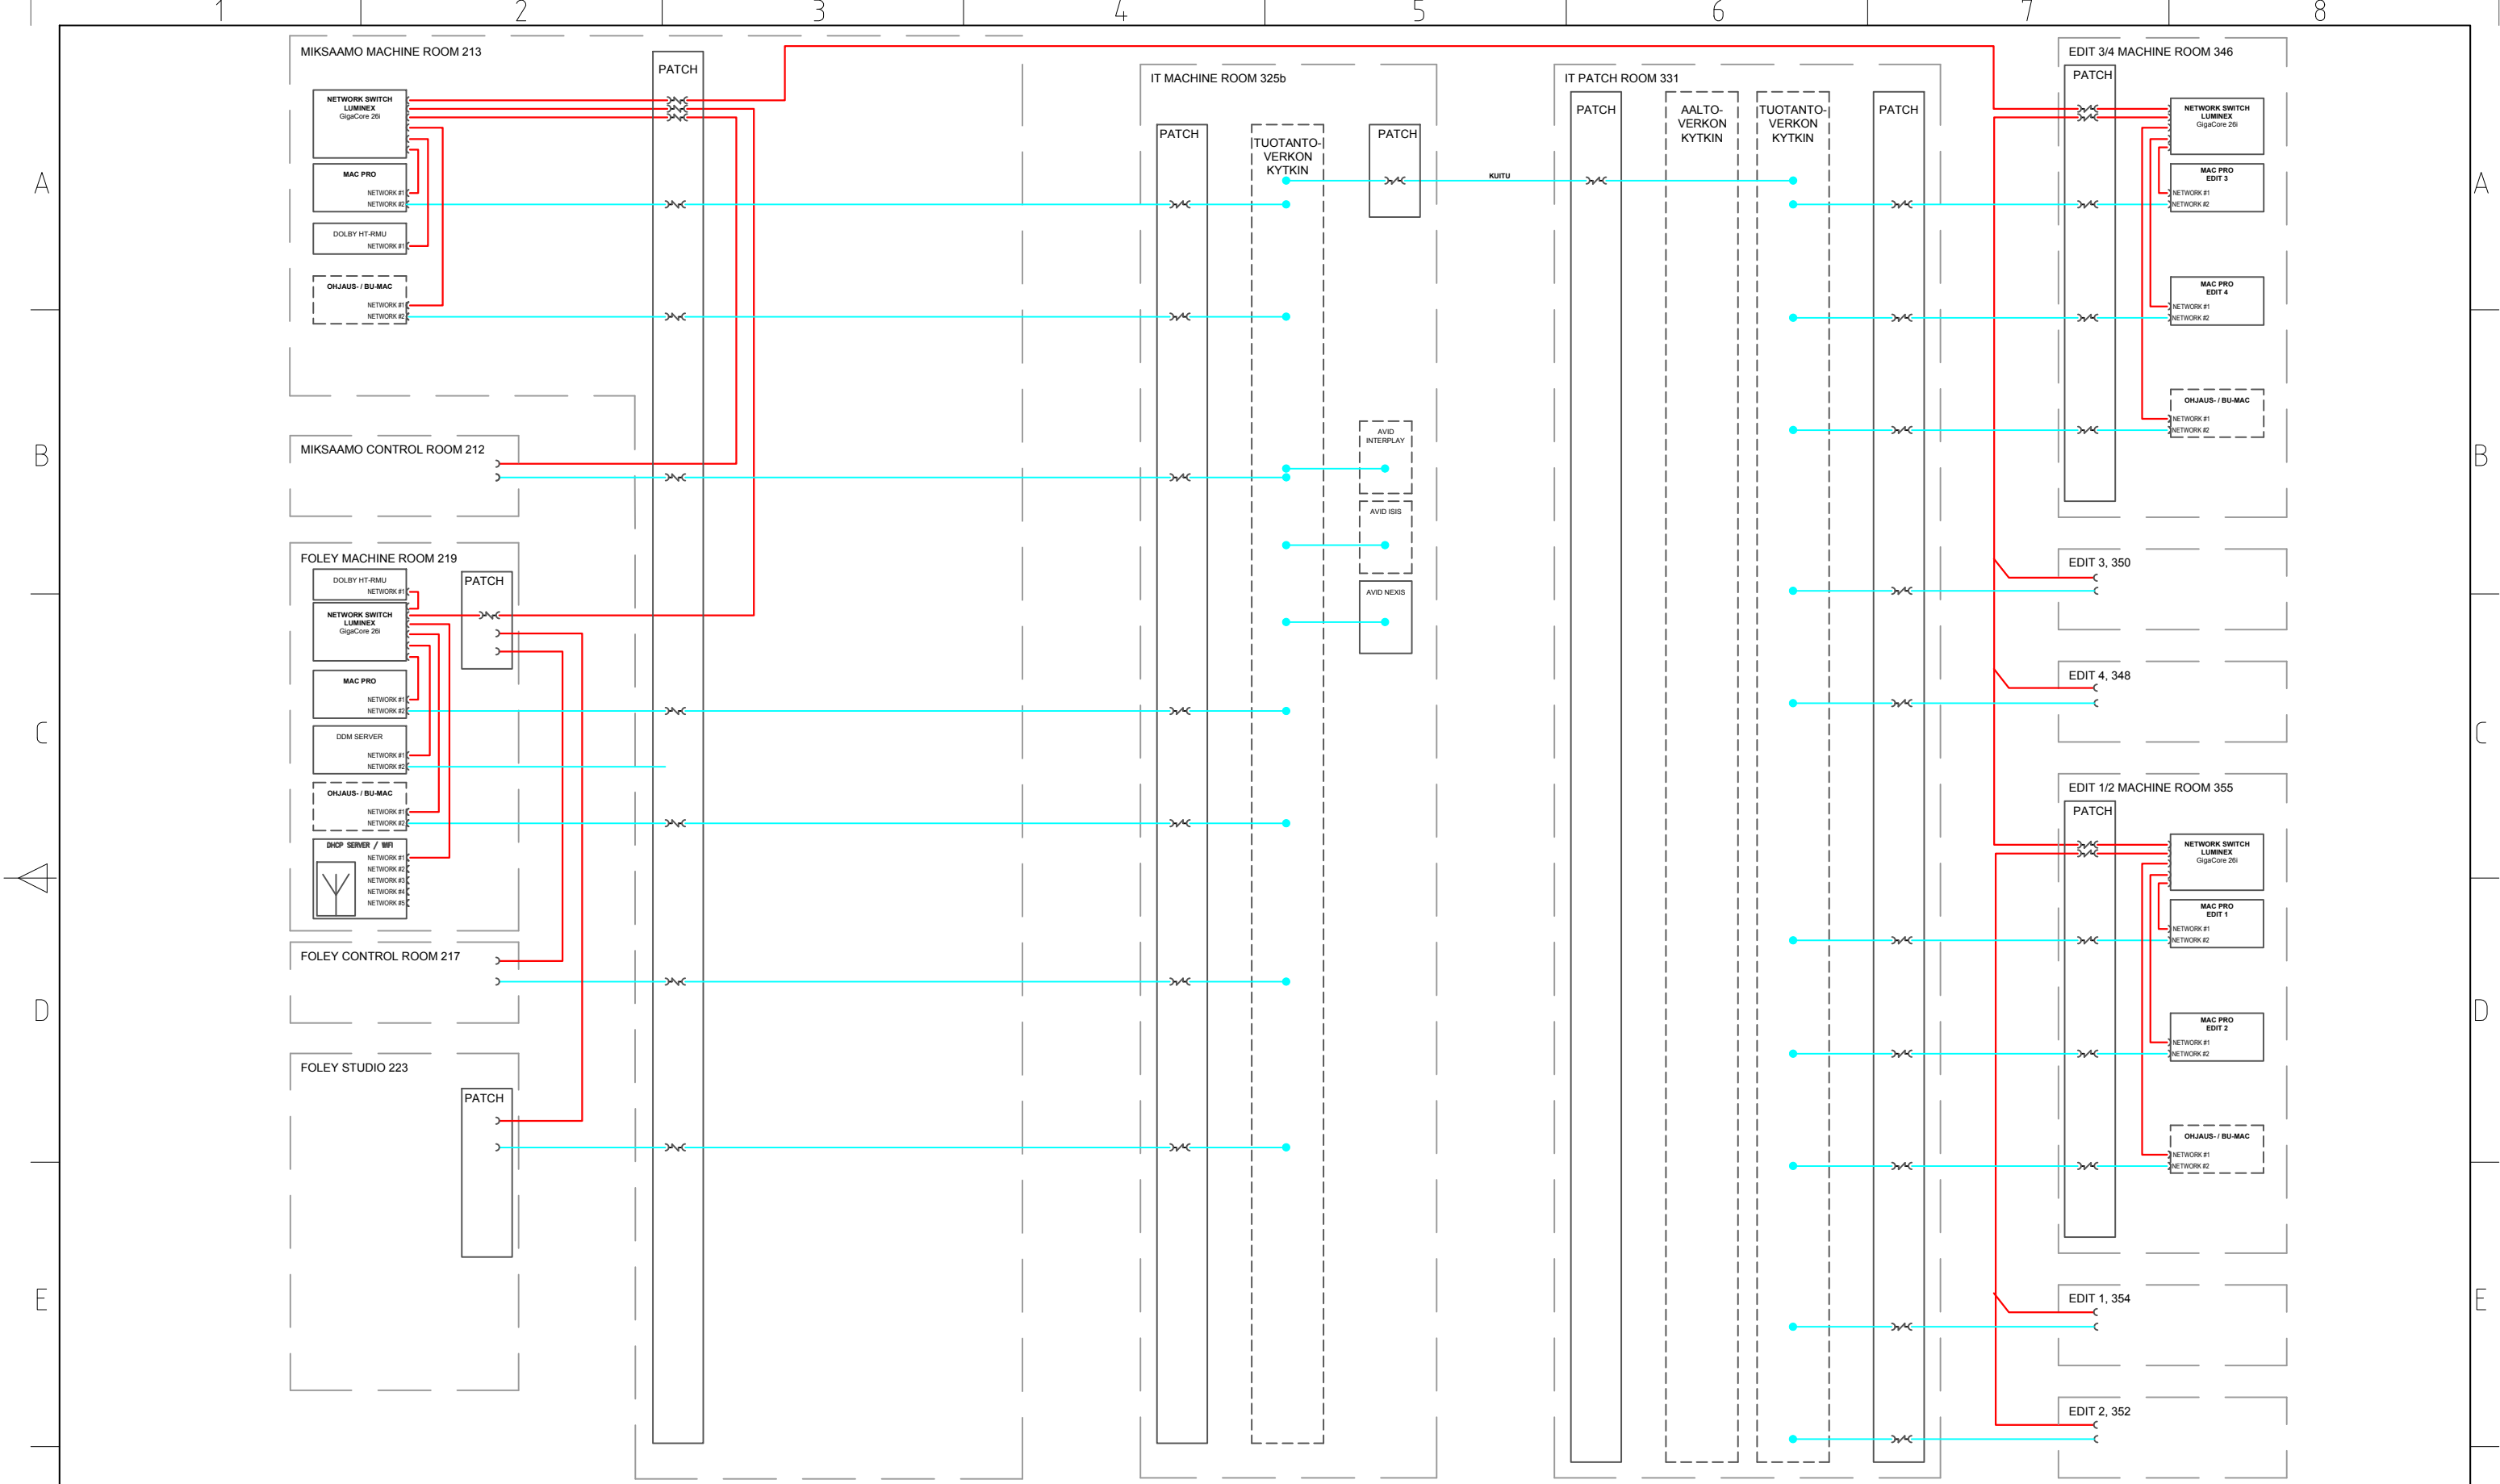 1
2
3
4
5
6
7
8
A
B
C
D
E
MIKSAAMO MACHINE ROOM 213
PATCH
NETWORK SWITCH
LUMINEX
GigaCore 26i
MAC PRO
NETWORK #1
NETWORK #2
DOLBY HT-RMU
NETWORK #1
OHJAUS- / BU-MAC
NETWORK #1
NETWORK #2
MIKSAAMO CONTROL ROOM 212
FOLEY MACHINE ROOM 219
DOLBY HT-RMU
NETWORK #1
PATCH
NETWORK SWITCH
LUMINEX
GigaCore 26i
MAC PRO
NETWORK #1
NETWORK #2
DDM SERVER
NETWORK #1
NETWORK #2
OHJAUS- / BU-MAC
NETWORK #1
NETWORK #2
DHCP SERVER / WIFI
NETWORK #1
NETWORK #2
NETWORK #3
NETWORK #4
NETWORK #5
FOLEY CONTROL ROOM 217
FOLEY STUDIO 223
PATCH
IT MACHINE ROOM 325b
PATCH
TUOTANTO-
VERKON
KYTKIN
PATCH
KUITU
AVID
INTERPLAY
AVID ISIS
AVID NEXIS
IT PATCH ROOM 331
PATCH
AALTO-
VERKON
KYTKIN
TUOTANTO-
VERKON
KYTKIN
PATCH
EDIT 3/4 MACHINE ROOM 346
PATCH
NETWORK SWITCH
LUMINEX
GigaCore 26i
MAC PRO
EDIT 3
NETWORK #1
NETWORK #2
MAC PRO
EDIT 4
NETWORK #1
NETWORK #2
OHJAUS- / BU-MAC
NETWORK #1
NETWORK #2
EDIT 3, 350
EDIT 4, 348
EDIT 1/2 MACHINE ROOM 355
PATCH
NETWORK SWITCH
LUMINEX
GigaCore 26i
MAC PRO
EDIT 1
NETWORK #1
NETWORK #2
MAC PRO
EDIT 2
NETWORK #1
NETWORK #2
OHJAUS- / BU-MAC
NETWORK #1
NETWORK #2
EDIT 1, 354
EDIT 2, 352
A
B
C
D
E